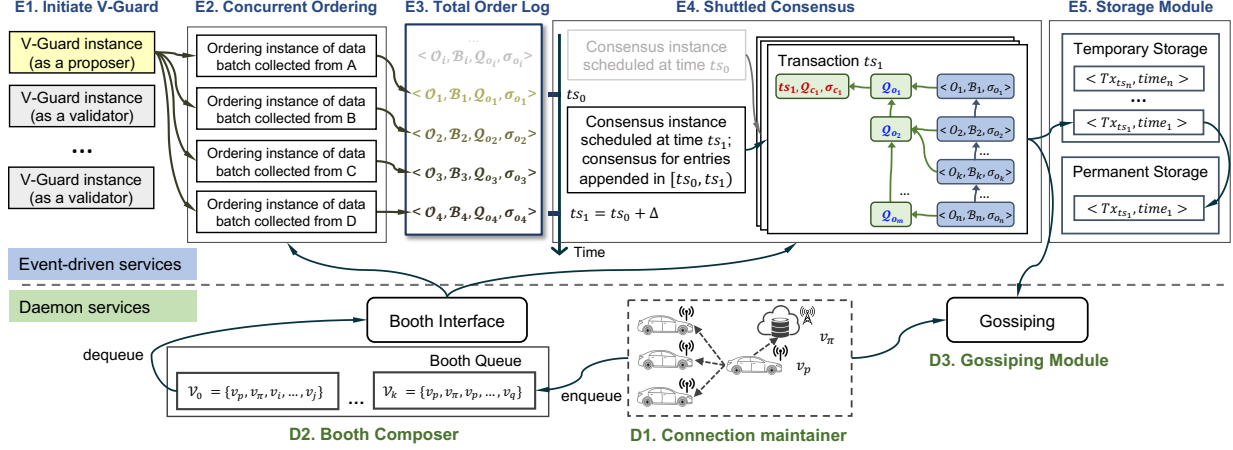 E1. Initiate V-Guard
V-Guard instance
(as a proposer)
V-Guard instance
(as a validator)
...
V-Guard instance
(as a validator)
E2. Concurrent Ordering
Ordering instance of data
batch collected from A
Ordering instance of data
batch collected from B
Ordering instance of data
batch collected from C
Ordering instance of data
batch collected from D
E3. Total Order Log
...
< 𝒪ᵢ, ℬᵢ, 𝒬ₒᵢ, σₒᵢ >
< 𝒪₁, ℬ₁, 𝒬ₒ₁, σₒ₁ >
< 𝒪₂, ℬ₂, 𝒬ₒ₂, σₒ₂ >
< 𝒪₃, ℬ₃, 𝒬ₒ₃, σₒ₃ >
< 𝒪₄, ℬ₄, 𝒬ₒ₄, σₒ₄ >
ts₀
ts₁ = ts₀ + Δ
Time
E4. Shuttled Consensus
Consensus instance
scheduled at time ts₀
Consensus instance
scheduled at time ts₁;
consensus for entries
appended in [ts₀, ts₁)
Transaction ts₁
ts₁, 𝒬c₁, σc₁
𝒬ₒ₁
< O₁, ℬ₁, σₒ₁ >
𝒬ₒ₂
< O₂, ℬ₂, σₒ₂ >
...
< Oₖ, ℬₖ, σₒₖ >
...
...
𝒬ₒₘ
< Oₙ, ℬₙ, σₒₙ >
E5. Storage Module
Temporary Storage
< Txₜₛₙ, timeₙ >
...
< Txₜₛ₁, time₁ >
Permanent Storage
< Txₜₛ₁, time₁ >
Event-driven services
Daemon services
Booth Interface
dequeue
Booth Queue
𝒱₀ = {vₚ, v_π, vᵢ, ..., vⱼ}
...
𝒱ₖ = {vₚ, v_π, vₚ, ..., v_q}
D2. Booth Composer
enqueue
v_π
vₚ
D1. Connection maintainer
Gossiping
D3. Gossiping Module